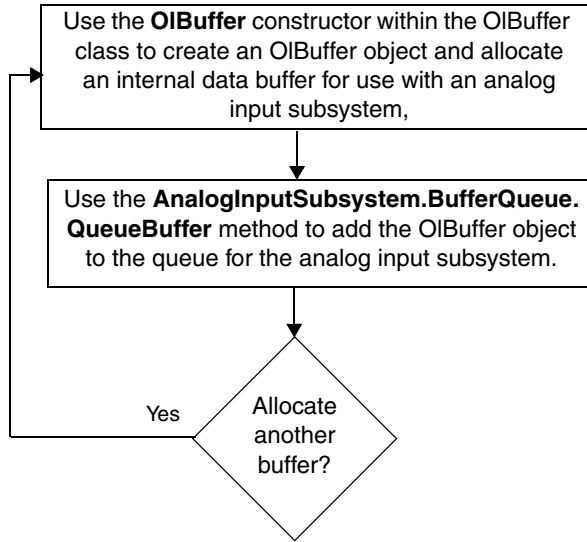 Use the OlBuffer constructor within the OlBuffer
class to create an OlBuffer object and allocate
an internal data buffer for use with an analog
input subsystem,
Use the AnalogInputSubsystem.BufferQueue.
QueueBuffer method to add the OlBuffer object
to the queue for the analog input subsystem.
Yes
Allocate
another
buffer?